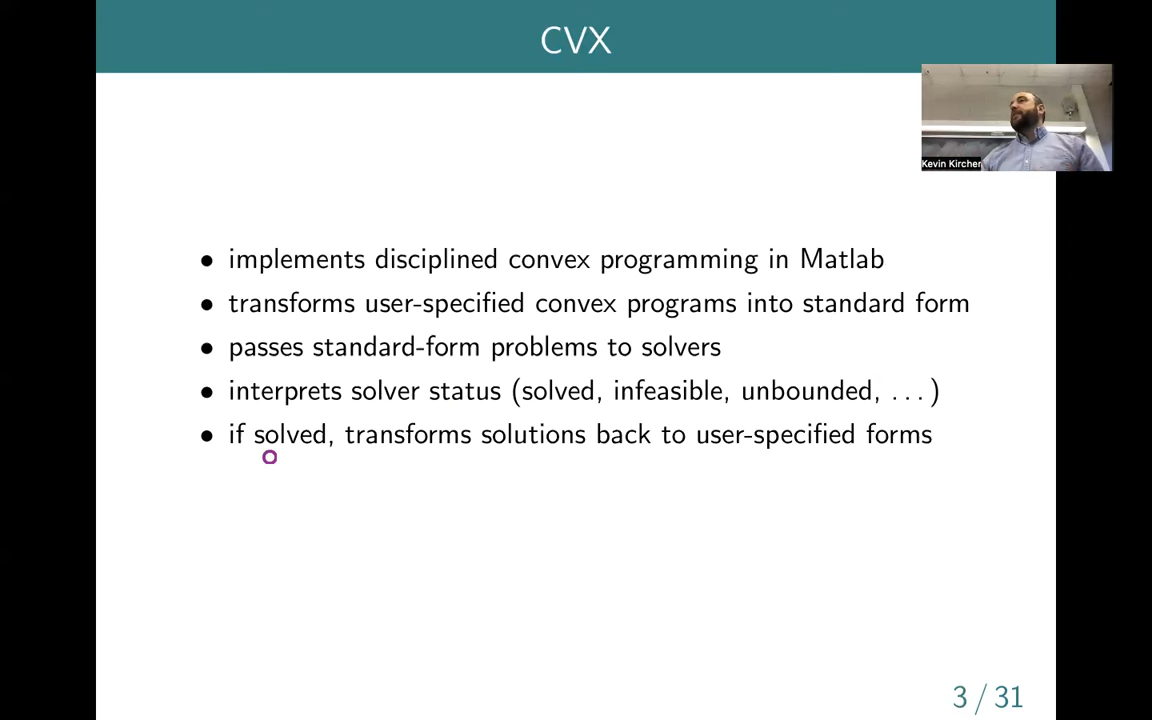 CVX
Kevin Kircher
• implements disciplined convex programming in Matlab
• transforms user-specified convex programs into standard form
• passes standard-form problems to solvers
• interprets solver status (solved, infeasible, unbounded, . . . )
• if solved, transforms solutions back to user-specified forms
3 / 31